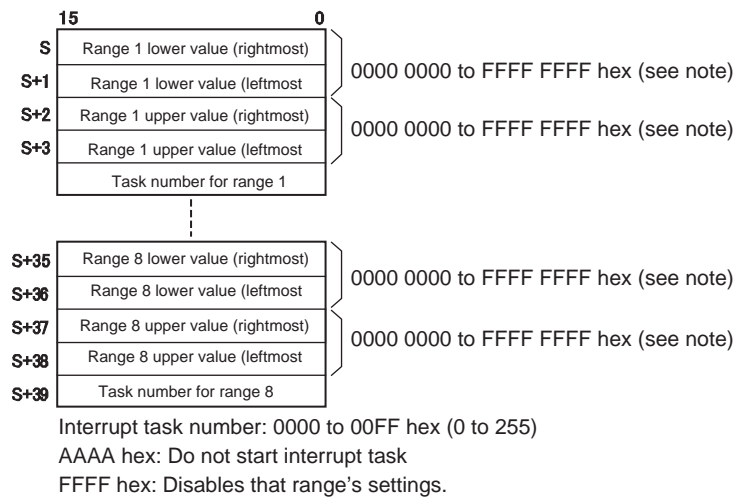 15 0
S Range 1 lower value (rightmost)
0000 0000 to FFFF FFFF hex (see note)
S+1 Range 1 lower value (leftmost
S+2 Range 1 upper value (rightmost)
0000 0000 to FFFF FFFF hex (see note)
S+3 Range 1 upper value (leftmost
Task number for range 1
S+35 Range 8 lower value (rightmost)
0000 0000 to FFFF FFFF hex (see note)
S+36 Range 8 lower value (leftmost
S+37 Range 8 upper value (rightmost)
0000 0000 to FFFF FFFF hex (see note)
S+38 Range 8 upper value (leftmost
S+39 Task number for range 8
Interrupt task number: 0000 to 00FF hex (0 to 255)
AAAA hex: Do not start interrupt task
FFFF hex: Disables that range's settings.